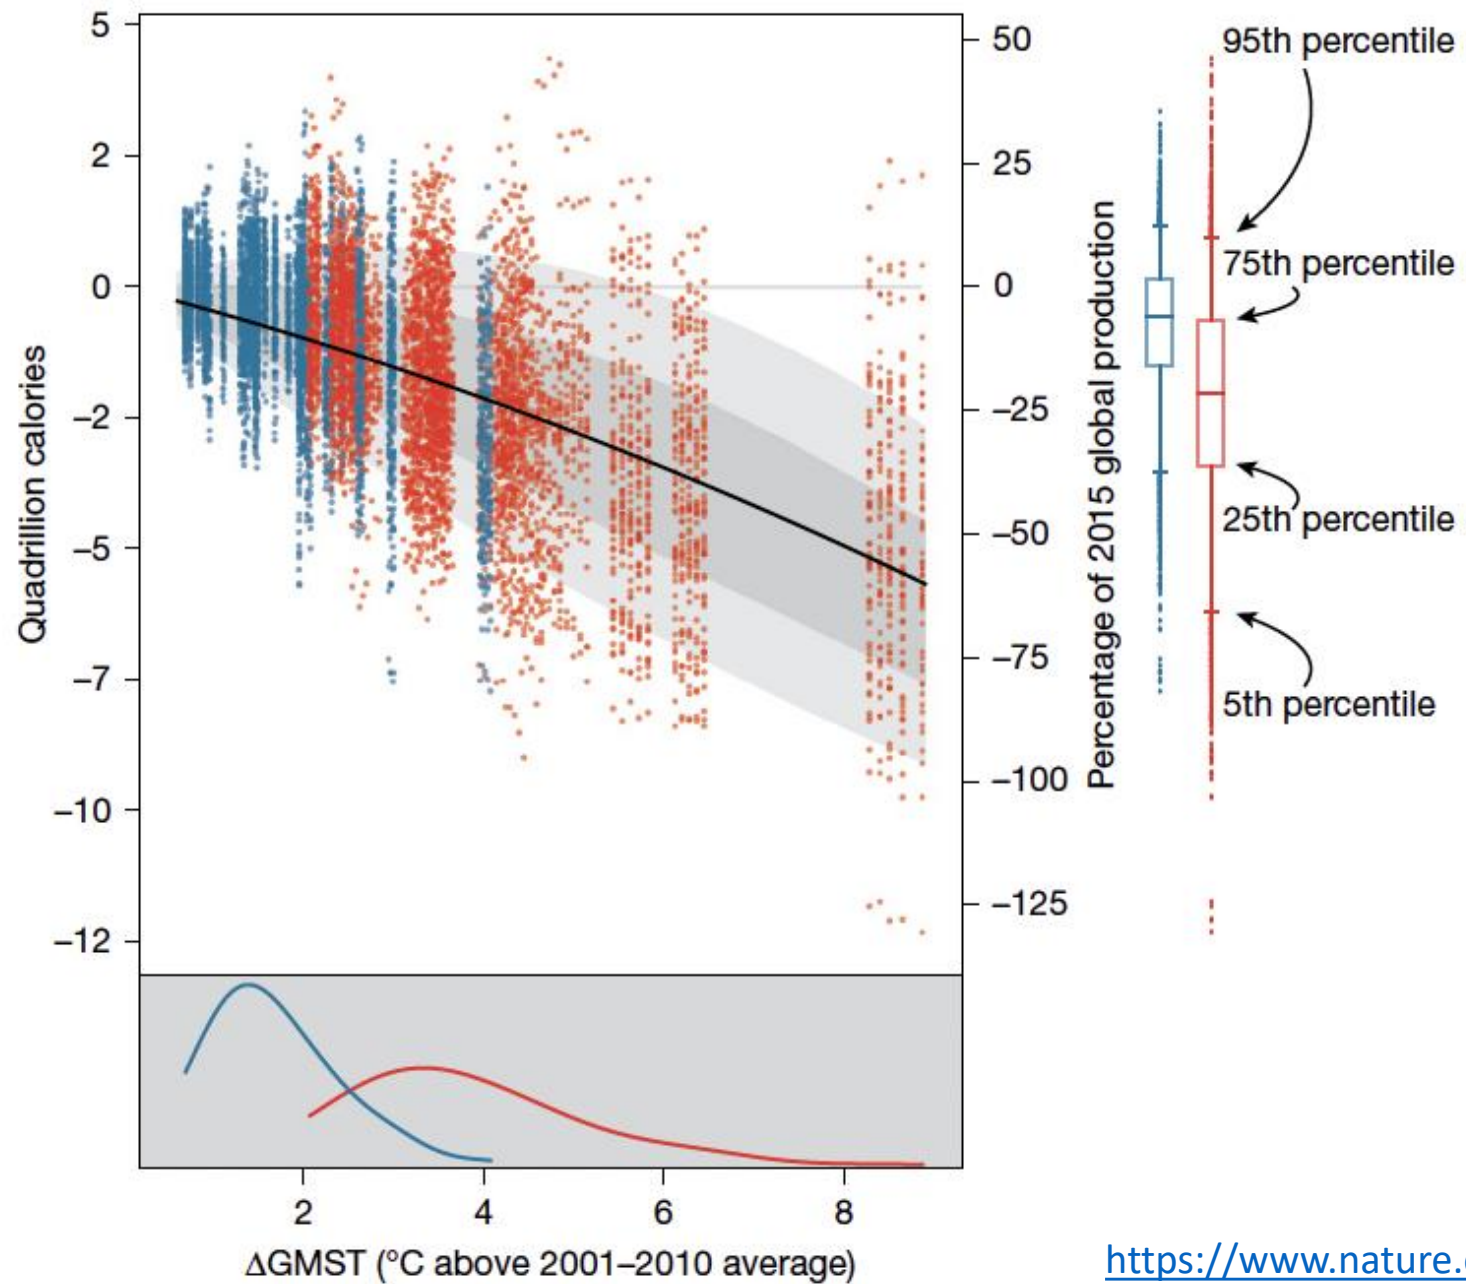 5
2
0
−2
−5
−7
−10
−12
Quadrillion calories
50
25
0
−25
−50
−75
−100
−125
Percentage of 2015 global production
95th percentile
75th percentile
25th percentile
5th percentile
2 4 6 8
ΔGMST (°C above 2001–2010 average)
https://www.nature.